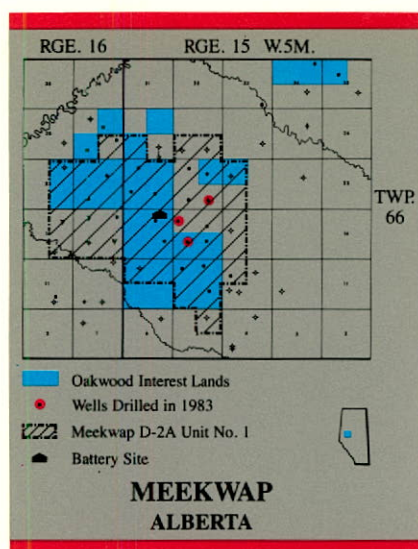 RGE. 16 RGE. 15 W.5M.
TWP.
66
Oakwood Interest Lands
Wells Drilled in 1983
Meekwap D-2A Unit No. 1
Battery Site
MEEKWAP
ALBERTA